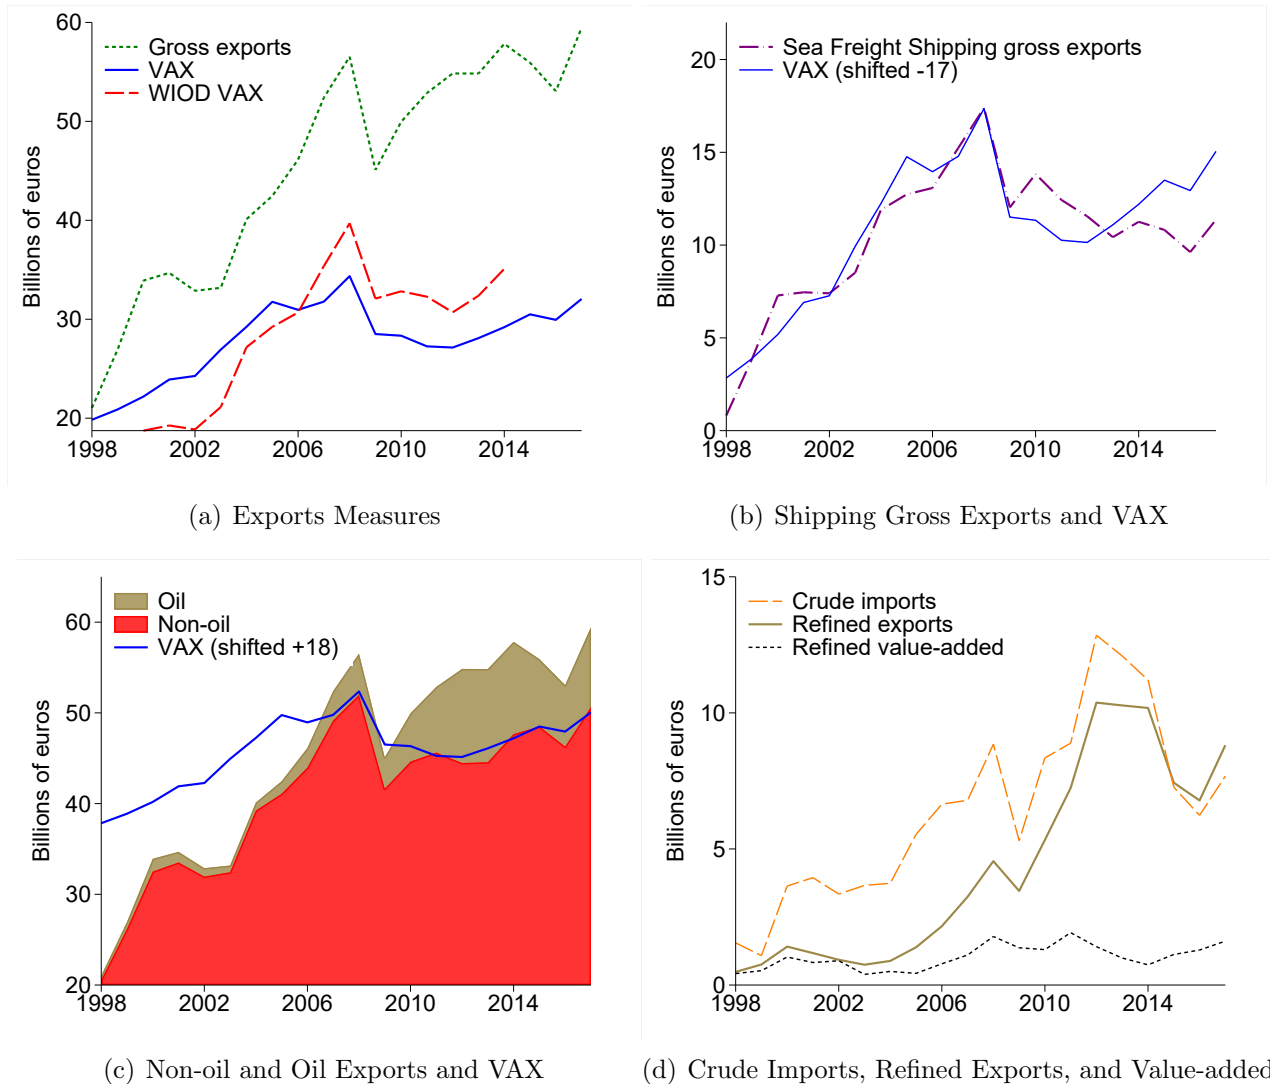 60
50
40
30
20
Billions of euros
Gross exports
VAX
WIOD VAX
1998 2002 2006 2010 2014
(a) Exports Measures
20
15
10
5
0
Billions of euros
Sea Freight Shipping gross exports
VAX (shifted -17)
1998 2002 2006 2010 2014
(b) Shipping Gross Exports and VAX
60
50
40
30
20
Billions of euros
Oil
Non-oil
VAX (shifted +18)
1998 2002 2006 2010 2014
(c) Non-oil and Oil Exports and VAX
15
10
5
0
Billions of euros
Crude imports
Refined exports
Refined value-added
1998 2002 2006 2010 2014
(d) Crude Imports, Refined Exports, and Value-added